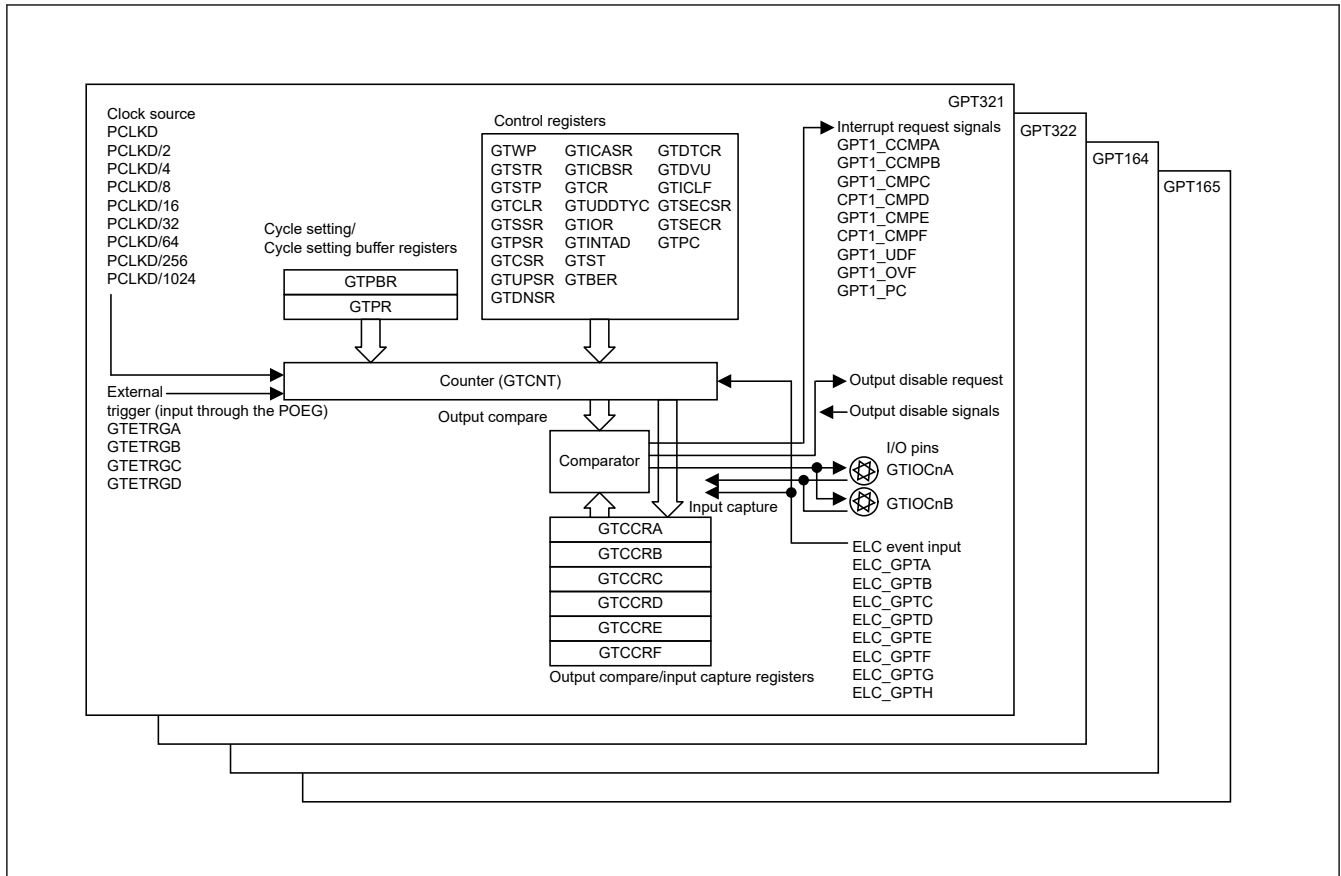 GPT321
GPT322
GPT164
GPT165
Clock source
PCLKD
PCLKD/2
PCLKD/4
PCLKD/8
PCLKD/16
PCLKD/32
PCLKD/64
PCLKD/256
PCLKD/1024
Cycle setting/
Cycle setting buffer registers
GTPBR
GTPR
Control registers
GTWP GTICASR GTDTCR
GTSTR GTICBSR GTDVU
GTSTP GTCR GTICLF
GTCLR GTUDDTYC GTSECSR
GTSSR GTIOR GTSECR
GTPSR GTINTAD GTPC
GTCSR GTST
GTUPSR GTBER
GTDNSR
Interrupt request signals
GPT1_CCMPA
GPT1_CCMPB
GPT1_CMPC
CPT1_CMPD
GPT1_CMPE
CPT1_CMPF
GPT1_UDF
GPT1_OVF
GPT1_PC
Counter (GTCNT)
External
trigger (input through the POEG)
GTETRGA
GTETRGB
GTETRGC
GTETRGD
Output compare
Comparator
Input capture
Output disable request
Output disable signals
I/O pins
GTIOCnA
GTIOCnB
GTCCRA
GTCCRB
GTCCRC
GTCCRD
GTCCRE
GTCCRF
Output compare/input capture registers
ELC event input
ELC_GPTA
ELC_GPTB
ELC_GPTC
ELC_GPTD
ELC_GPTE
ELC_GPTF
ELC_GPTG
ELC_GPTH